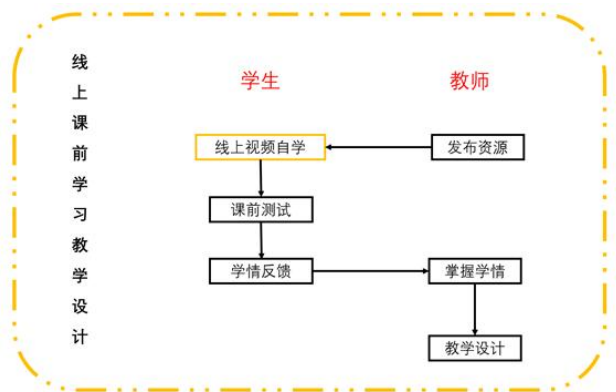 线上课前学习教学设计
学生
教师
线上视频自学
发布资源
课前测试
学情反馈
掌握学情
教学设计